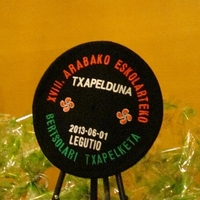 XVIII. ARABAKO ESKOLARTEKO
TXAPELDUNA
2013-06-01
LEGUTIO
BERTSOLARI TXAPELKETA